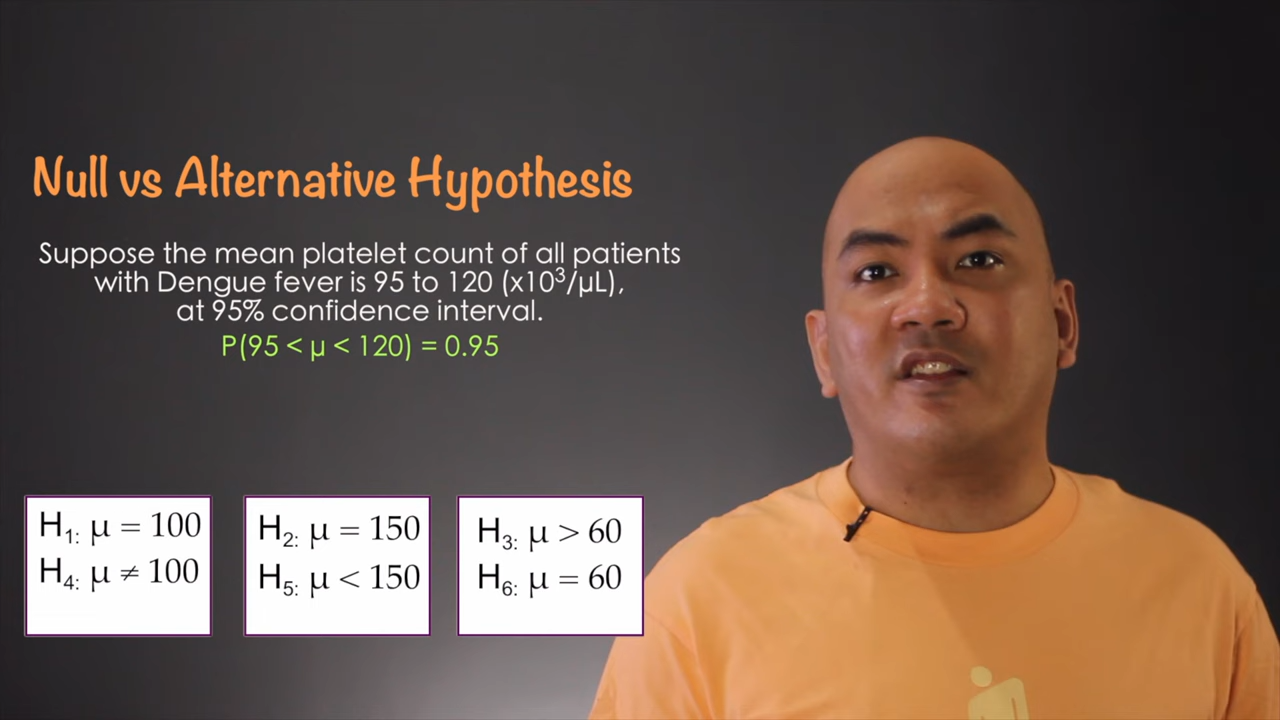 Null vs Alternative Hypothesis
Suppose the mean platelet count of all patients
with Dengue fever is 95 to 120 (x10³/µL),
at 95% confidence interval.
P(95 < µ < 120) = 0.95
H₁: µ = 100
H₄: µ ≠ 100
H₂: µ = 150
H₅: µ < 150
H₃: µ > 60
H₆: µ = 60